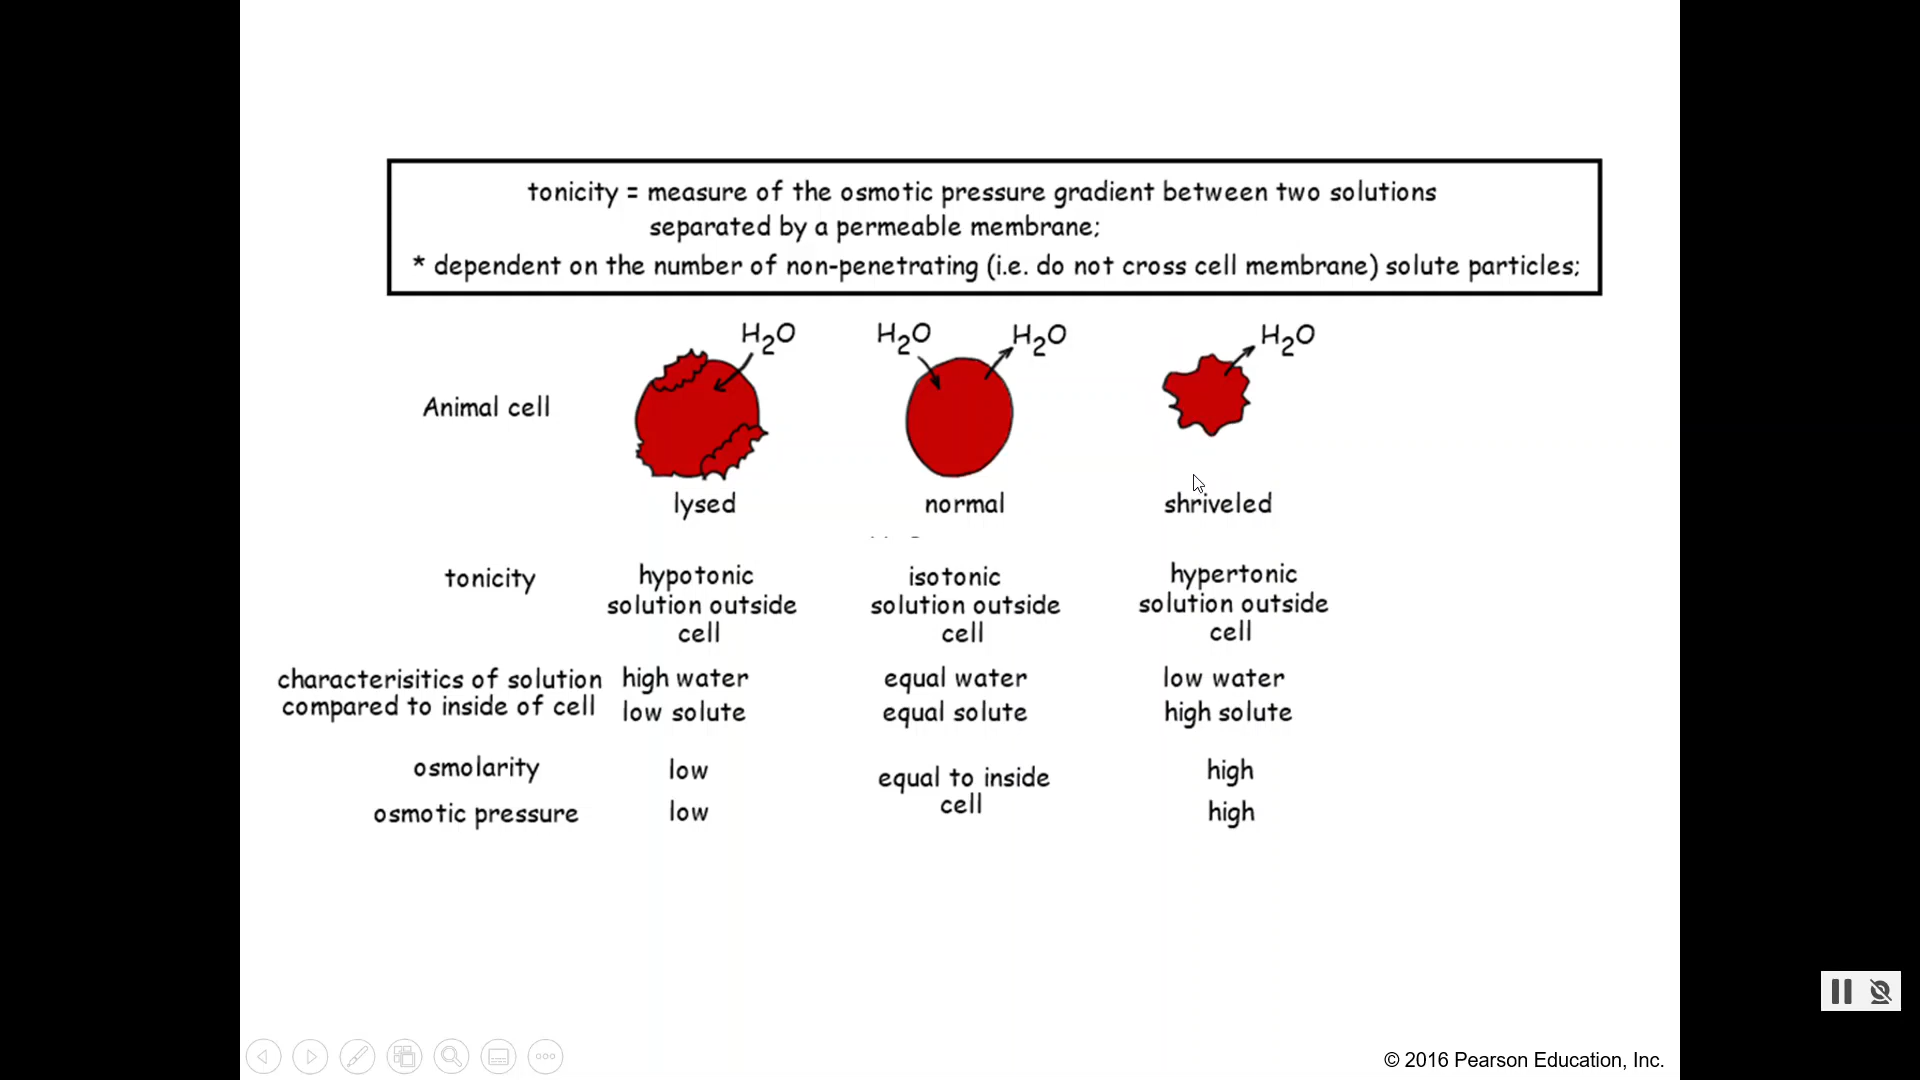 tonicity = measure of the osmotic pressure gradient between two solutions
separated by a permeable membrane;
* dependent on the number of non-penetrating (i.e. do not cross cell membrane) solute particles;
H2O H2O H2O H2O
Animal cell
lysed normal shriveled
tonicity hypotonic isotonic hypertonic
solution outside solution outside solution outside
cell cell cell
characterisitics of solution high water equal water low water
compared to inside of cell low solute equal solute high solute
osmolarity low equal to inside high
cell
osmotic pressure low high
© 2016 Pearson Education, Inc.